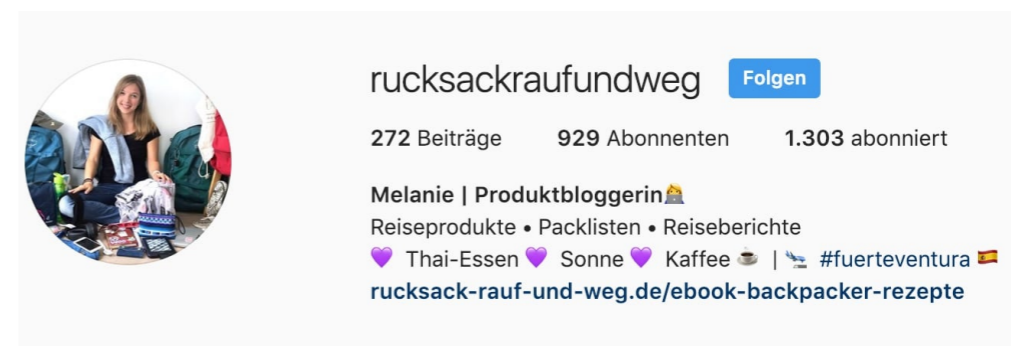 rucksackraufundweg Folgen
272 Beiträge 929 Abonnenten 1.303 abonniert
Melanie | Produktbloggerin👩‍💻
Reiseprodukte • Packlisten • Reiseberichte
💜 Thai-Essen 💜 Sonne 💜 Kaffee ☕ | 🛫 #fuerteventura 🇪🇸
rucksack-rauf-und-weg.de/ebook-backpacker-rezepte